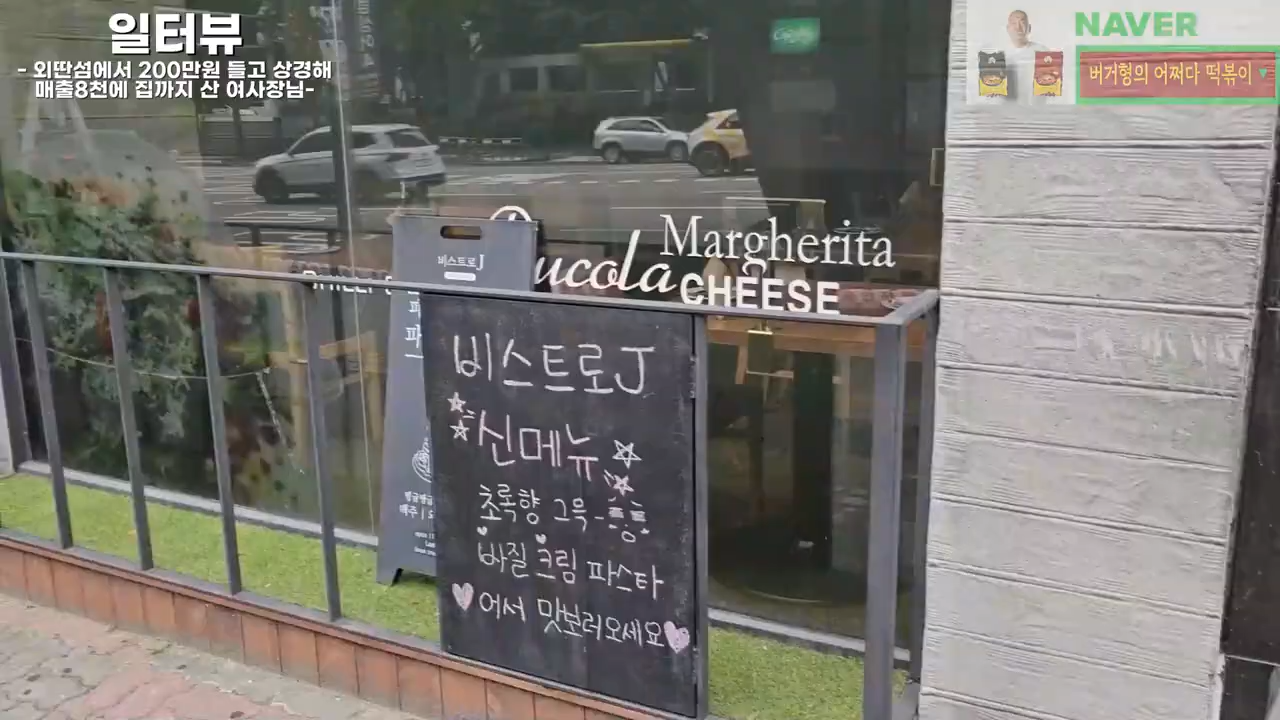 일터뷰
- 외딴섬에서 200만원 들고 상경해
매출8천에 집까지 산 여사장님-
NAVER
버거형의 어쩌다 떡볶이
Margherita
CHEESE
비스트로J
비스트로J
신메뉴
초록향 그윽~
바질 크림 파스타
어서 맛보러오세요